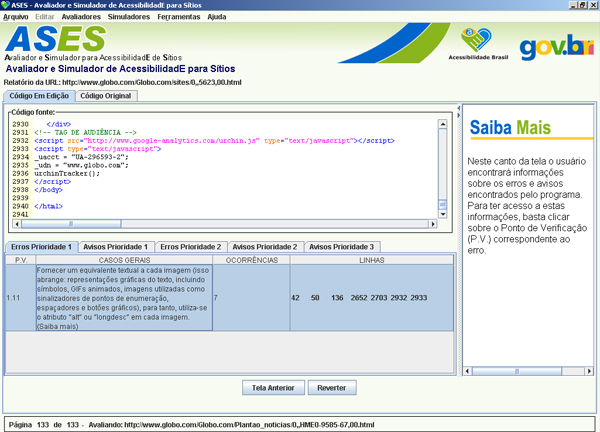 ASES - Avaliador e Simulador de Acessibilidade para Sítios
Arquivo Editar Avaliadores Simuladores Ferramentas Ajuda
ASES
Avaliador e Simulador para AcessibilidadE de Sítios
Acessibilidade Brasil
gov.br
Avaliador e Simulador de AcessibilidadE para Sítios
Relatório da URL: http://www.globo.com/Globo.com/sites/0,,5623,00.html
Código Em Edição Código Original
Código fonte:
2930 </div>
2931 <!-- TAG DE AUDIÊNCIA -->
2932 <script src="http://www.google-analytics.com/urchin.js" type="text/javascript"></script>
2933 <script type="text/javascript">
2934 _uacct = "UA-296593-2";
2935 _udn = "www.globo.com";
2936 urchinTracker();
2937 </script>
2938 </body>
2939
2940 </html>
2941
Saiba Mais
Neste canto da tela o usuário
encontrará informações
sobre os erros e avisos
encontrados pelo programa.
Para ter acesso a estas
informações, basta clicar
sobre o Ponto de Verificação
(P.V.) correspondente ao
erro.
Erros Prioridade 1 Avisos Prioridade 1 Erros Prioridade 2 Avisos Prioridade 2 Avisos Prioridade 3
P.V. CASOS GERAIS OCORRÊNCIAS LINHAS
1.11
Fornecer um equivalente textual a cada imagem (isso
abrange: representações gráficas do texto, incluindo
símbolos, GIFs animados, imagens utilizadas como
sinalizadores de pontos de enumeração,
espaçadores e botões gráficos), para tanto, utiliza-se
o atributo "alt" ou "longdesc" em cada imagem.
(Saiba mais)
7
42 50 136 2652 2703 2932 2933
Tela Anterior Reverter
Página 133 de 133 - Avaliando: http://www.globo.com/Globo.com/Plantao_noticias/0,,HME0-9585-67,00.html